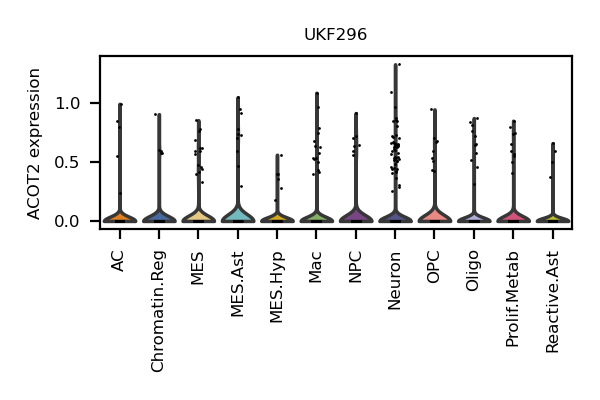 UKF296
ACOT2 expression
1.0
0.5
0.0
AC
Chromatin.Reg
MES
MES.Ast
MES.Hyp
Mac
NPC
Neuron
OPC
Oligo
Prolif.Metab
Reactive.Ast